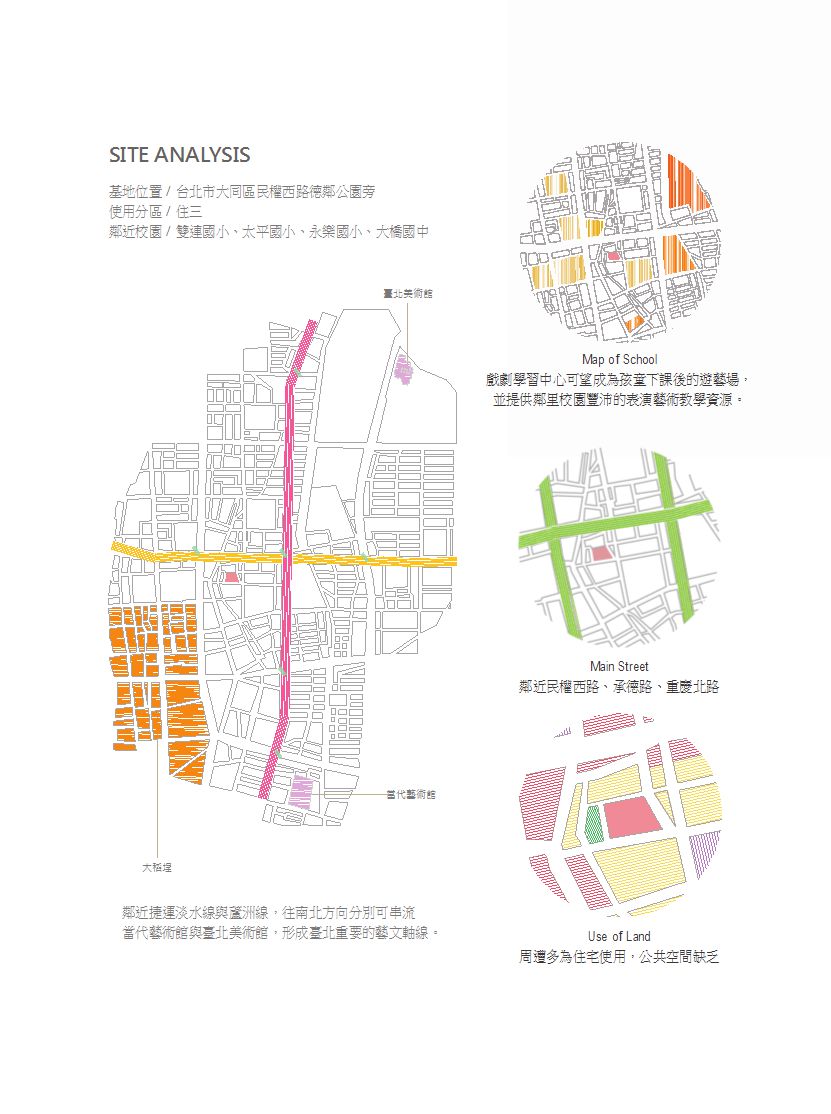 SITE ANALYSIS
基地位置 / 台北市大同區民權西路德鄰公園旁
使用分區 / 住三
鄰近校園 / 雙連國小、太平國小、永樂國小、大橋國中
臺北美術館
當代藝術館
大稻埕
鄰近捷運淡水線與蘆洲線，往南北方向分別可串流
當代藝術館與臺北美術館，形成臺北重要的藝文軸線。
Map of School
戲劇學習中心可望成為孩童下課後的遊藝場，
並提供鄰里校園豐沛的表演藝術教學資源。
Main Street
鄰近民權西路、承德路、重慶北路
Use of Land
周遭多為住宅使用，公共空間缺乏